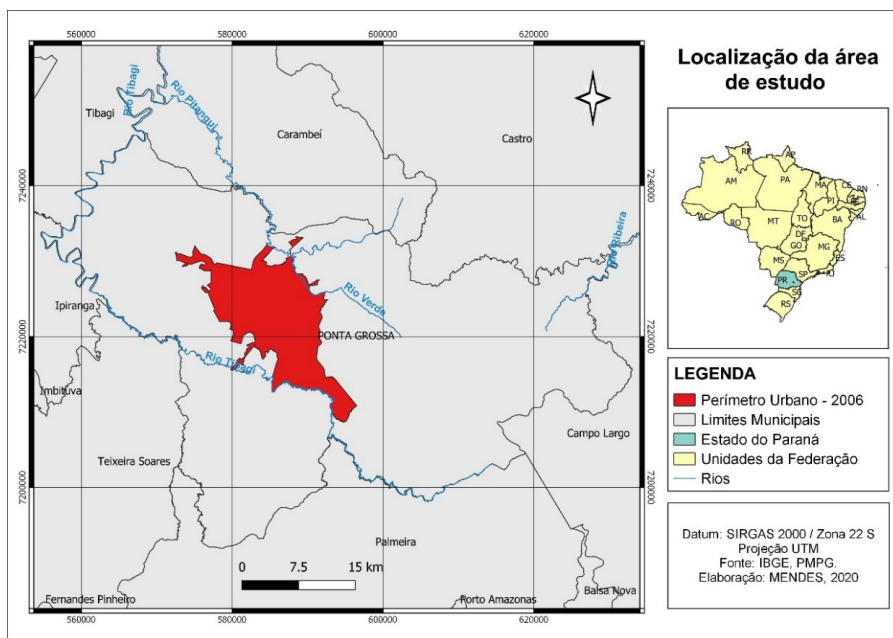 560000 580000 600000 620000
Rio Tibagi
Rio Pitangui
Tibagi
Carambeí
Castro
7240000
7240000
Rio Ribeira
Rio Verde
Ipiranga
PONTA GROSSA
7220000
7220000
Rio Tibagi
Imbituva
Campo Largo
Teixeira Soares
7200000
7200000
Palmeira
0 7.5 15 km
Fernandes Pinheiro
Porto Amazonas
Balsa Nova
560000 580000 600000 620000
Localização da área
de estudo
RR
AP
AM
PA
MA
CE
RN
PI
AC
RO
MT
TO
BA
AL
DF
GO
MG
ES
MS
SP
RJ
PR
SC
RS
LEGENDA
Perímetro Urbano - 2006
Limites Municipais
Estado do Paraná
Unidades da Federação
Rios
Datum: SIRGAS 2000 / Zona 22 S
Projeção UTM
Fonte: IBGE, PMPG.
Elaboração: MENDES, 2020